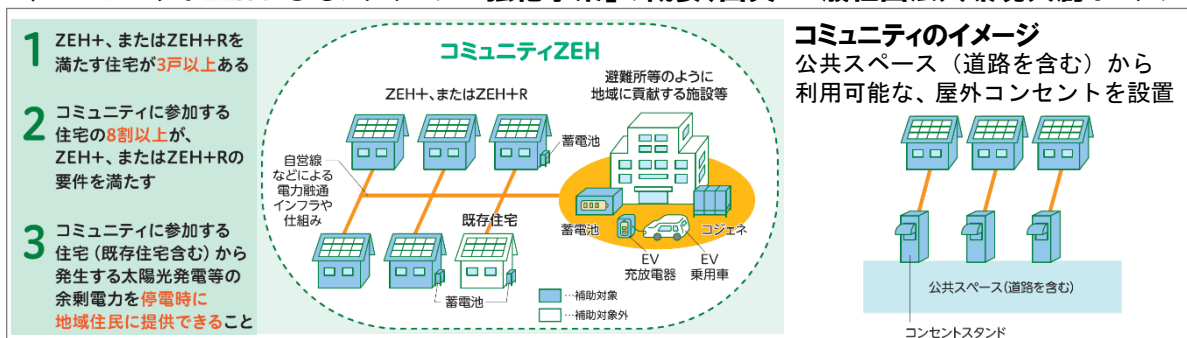 1
ZEH+、またはZEH+Rを
満たす住宅が3戸以上ある
2
コミュニティに参加する
住宅の8割以上が、
ZEH+、またはZEH+Rの
要件を満たす
3
コミュニティに参加する
住宅(既存住宅含む)から
発生する太陽光発電等の
余剰電力を停電時に
地域住民に提供できること
コミュニティZEH
ZEH+、またはZEH+R
避難所等のように
地域に貢献する施設等
蓄電池
自営線
などによる
電力融通
インフラや
仕組み
既存住宅
蓄電池
コジェネ
EV
充放電器
EV
乗用車
蓄電池
…補助対象
…補助対象外
コミュニティのイメージ
公共スペース(道路を含む)から
利用可能な、屋外コンセントを設置
公共スペース(道路を含む)
コンセントスタンド